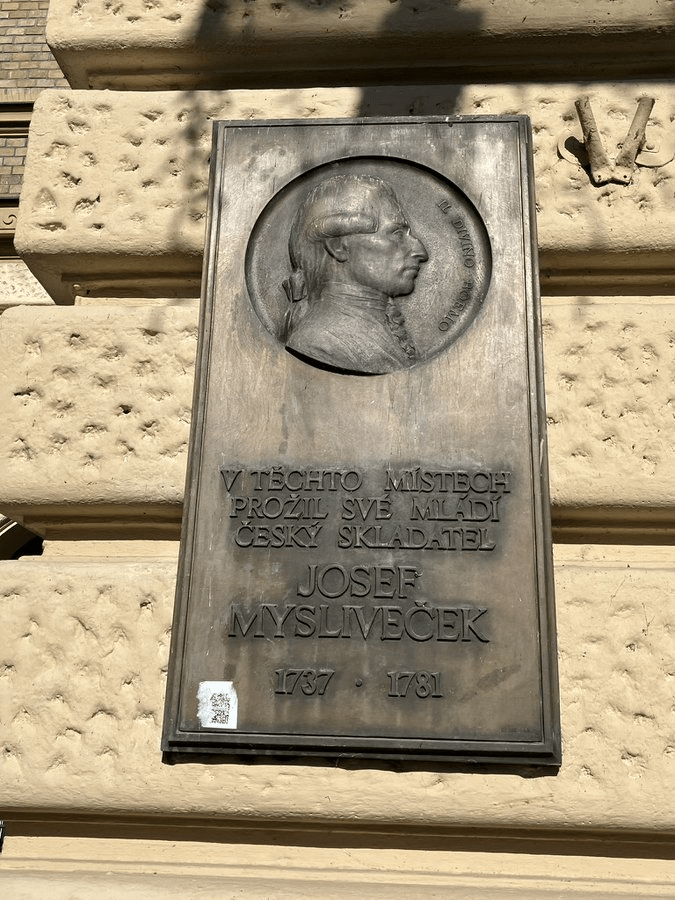 IL DIVINO BOEMO
V TĚCHTO MÍSTECH
PROŽIL SVÉ MLÁDÍ
ČESKÝ SKLADATEL
JOSEF
MYSLIVEČEK
1737 · 1781